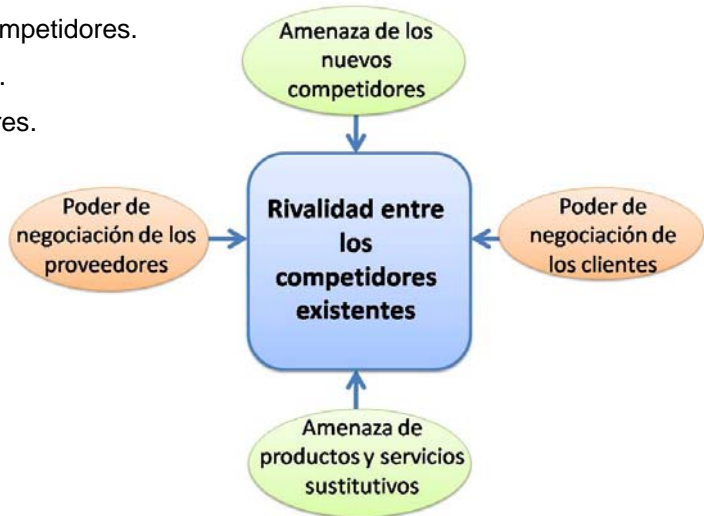 ompetidores.
.
res.
Amenaza de los
nuevos
competidores
Poder de
negociación de los
proveedores
Rivalidad entre
los
competidores
existentes
Poder de
negociación de
los clientes
Amenaza de
productos y servicios
sustitutivos